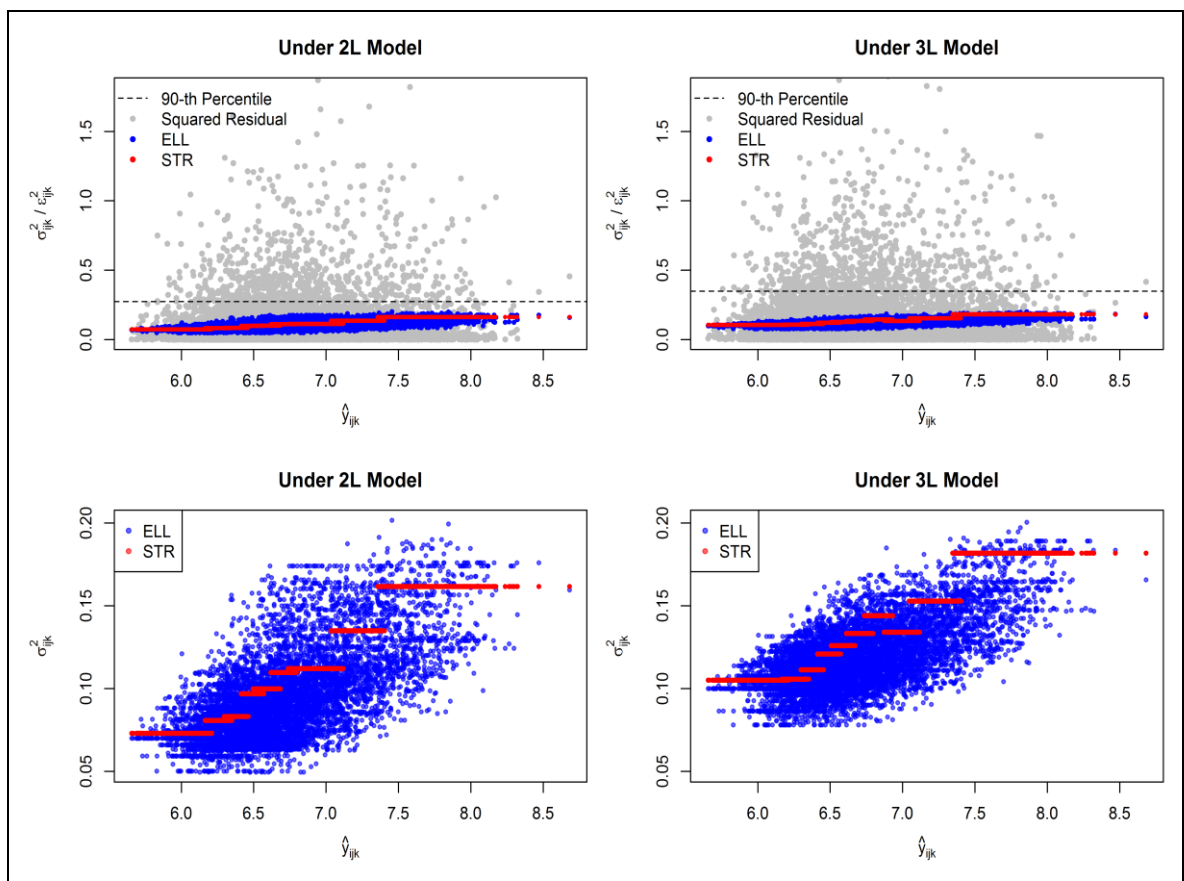 Under 2L Model
90-th Percentile
Squared Residual
ELL
STR
σ²ijk / ε²ijk
0.0 0.5 1.0 1.5
6.0 6.5 7.0 7.5 8.0 8.5
ŷijk
Under 3L Model
90-th Percentile
Squared Residual
ELL
STR
σ²ijk / ε²ijk
0.0 0.5 1.0 1.5
6.0 6.5 7.0 7.5 8.0 8.5
ŷijk
Under 2L Model
ELL
STR
σ²ijk
0.05 0.10 0.15 0.20
6.0 6.5 7.0 7.5 8.0 8.5
ŷijk
Under 3L Model
ELL
STR
σ²ijk
0.05 0.10 0.15 0.20
6.0 6.5 7.0 7.5 8.0 8.5
ŷijk